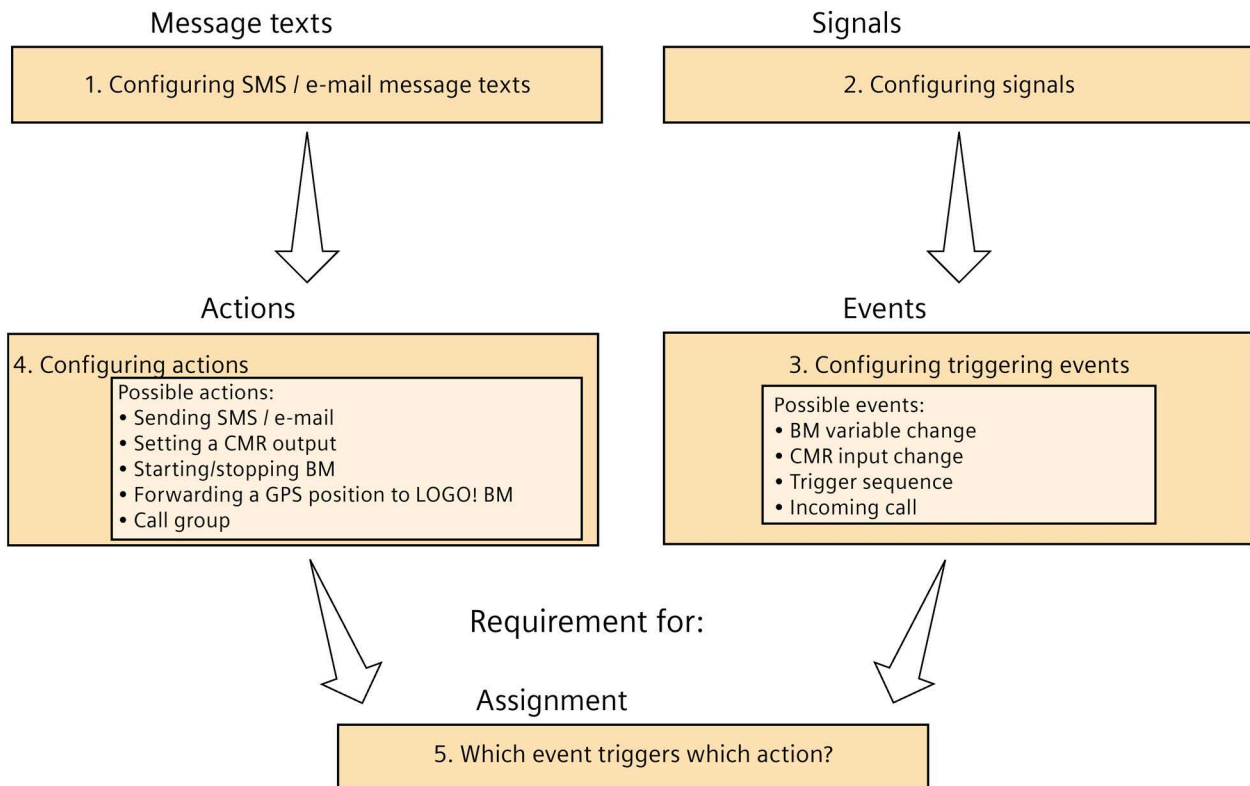 Message texts
1. Configuring SMS / e-mail message texts
Signals
2. Configuring signals
Actions
4. Configuring actions
Possible actions:
• Sending SMS / e-mail
• Setting a CMR output
• Starting/stopping BM
• Forwarding a GPS position to LOGO! BM
• Call group
Events
3. Configuring triggering events
Possible events:
• BM variable change
• CMR input change
• Trigger sequence
• Incoming call
Requirement for:
Assignment
5. Which event triggers which action?